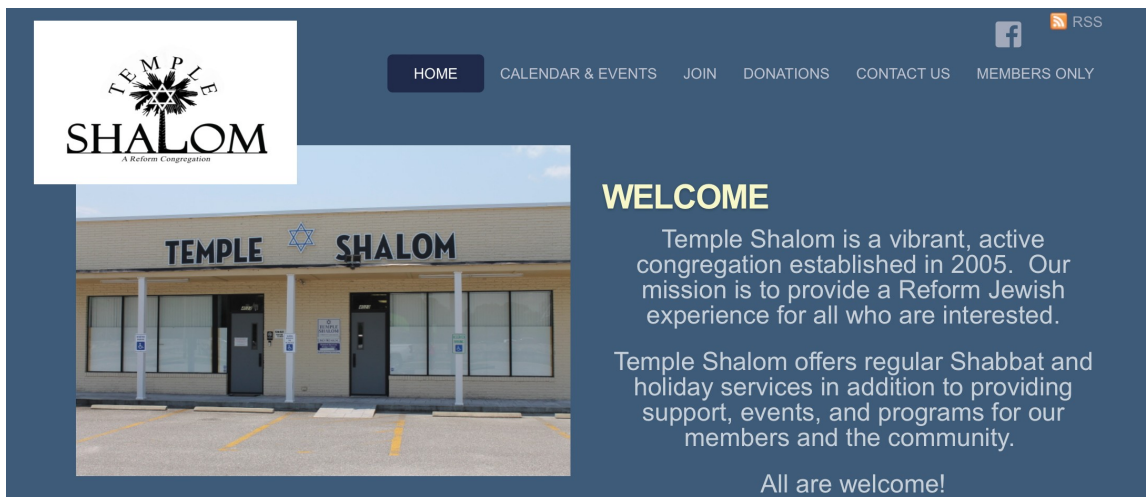 RSS
HOME
CALENDAR & EVENTS
JOIN
DONATIONS
CONTACT US
MEMBERS ONLY
TEMPLE
SHALOM
A Reform Congregation
TEMPLE SHALOM
WELCOME
Temple Shalom is a vibrant, active
congregation established in 2005.  Our
mission is to provide a Reform Jewish
experience for all who are interested.
Temple Shalom offers regular Shabbat and
holiday services in addition to providing
support, events, and programs for our
members and the community.
All are welcome!